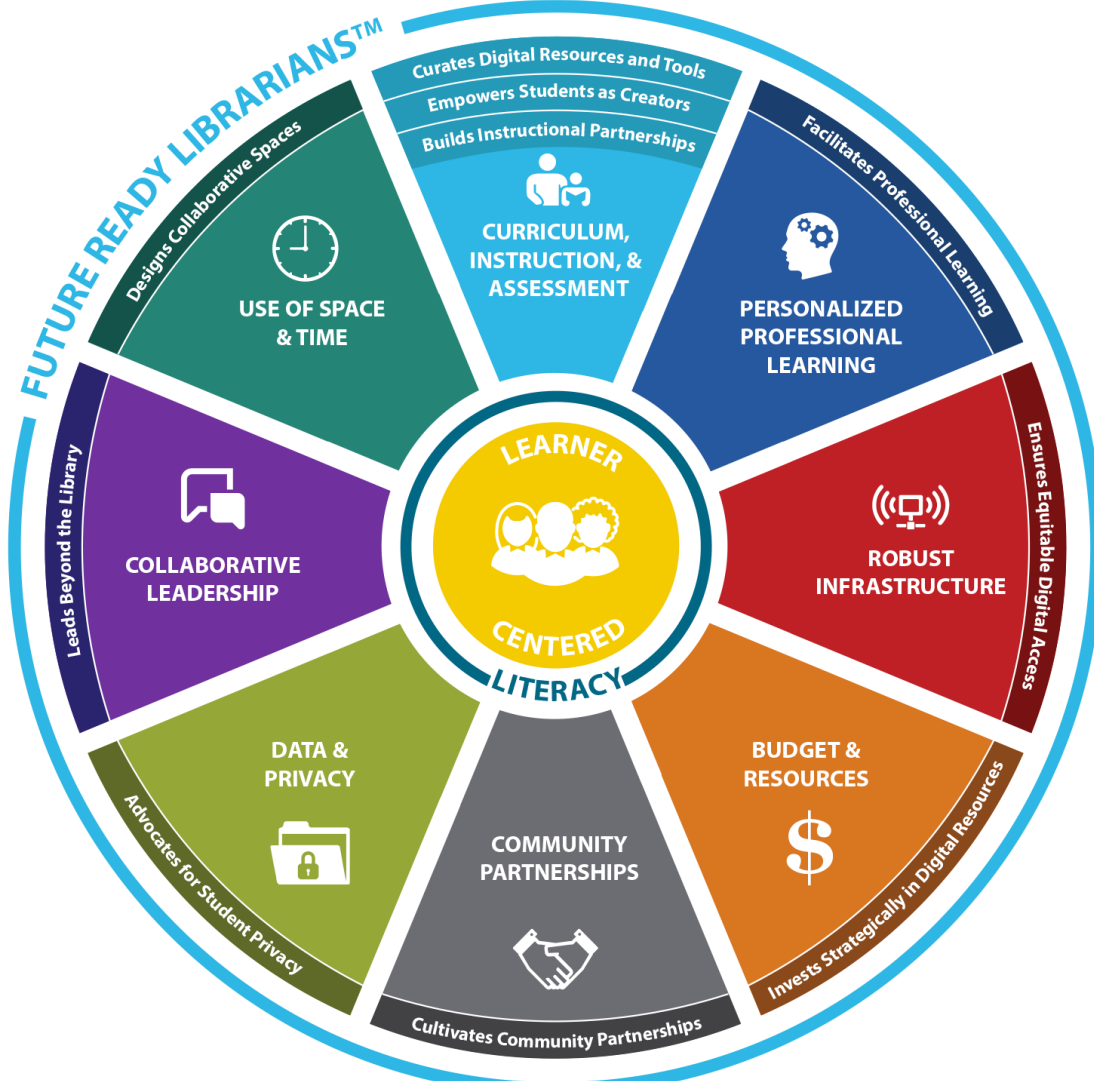 FUTURE READY LIBRARIANS™
Curates Digital Resources and Tools
Empowers Students as Creators
Builds Instructional Partnerships
CURRICULUM,
INSTRUCTION, &
ASSESSMENT
Facilitates Professional Learning
PERSONALIZED
PROFESSIONAL
LEARNING
Ensures Equitable Digital Access
ROBUST
INFRASTRUCTURE
Invests Strategically in Digital Resources
BUDGET &
RESOURCES
$
COMMUNITY
PARTNERSHIPS
Cultivates Community Partnerships
DATA &
PRIVACY
Advocates for Student Privacy
COLLABORATIVE
LEADERSHIP
Leads Beyond the Library
USE OF SPACE
& TIME
Designs Collaborative Spaces
LEARNER
CENTERED
LITERACY